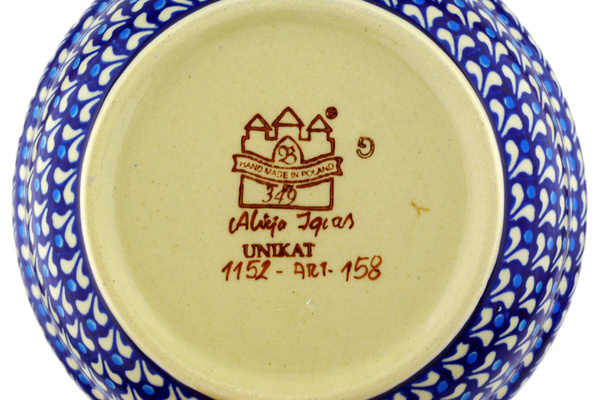 B
HAND MADE IN POLAND
349
UNIKAT
1152 - ART- 158